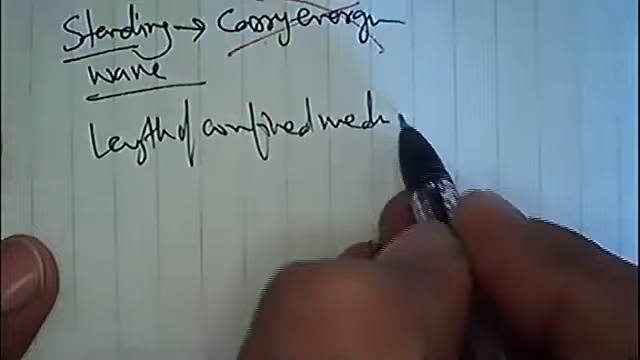 Standing → Carry energy
wave
Length of confined medi